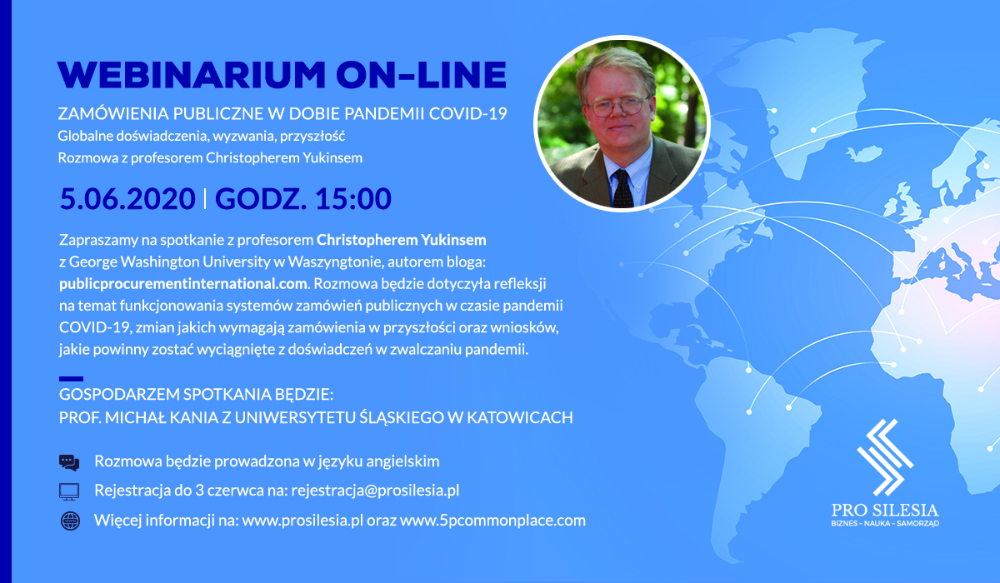 WEBINARIUM ON-LINE
ZAMÓWIENIA PUBLICZNE W DOBIE PANDEMII COVID-19
Globalne doświadczenia, wyzwania, przyszłość
Rozmowa z profesorem Christopherem Yukinsem
5.06.2020 | GODZ. 15:00
Zapraszamy na spotkanie z profesorem Christopherem Yukinsem
z George Washington University w Waszyngtonie, autorem bloga:
publicprocurementinternational.com. Rozmowa będzie dotyczyła refleksji
na temat funkcjonowania systemów zamówień publicznych w czasie pandemii
COVID-19, zmian jakich wymagają zamówienia w przyszłości oraz wniosków,
jakie powinny zostać wyciągnięte z doświadczeń w zwalczaniu pandemii.
GOSPODARZEM SPOTKANIA BĘDZIE:
PROF. MICHAŁ KANIA Z UNIWERSYTETU ŚLĄSKIEGO W KATOWICACH
Rozmowa będzie prowadzona w języku angielskim
Rejestracja do 3 czerwca na: rejestracja@prosilesia.pl
Więcej informacji na: www.prosilesia.pl oraz www.5pcommonplace.com
PRO SILESIA
BIZNES – NAUKA – SAMORZĄD